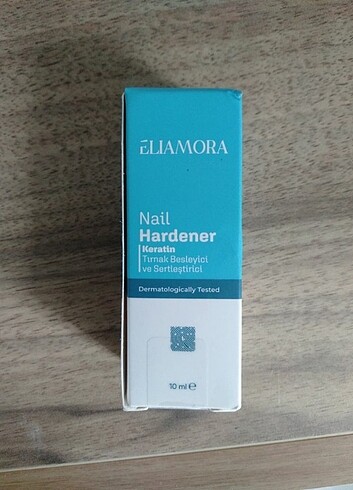 ELIAMORA
Nail
Hardener
Keratin
Tırnak Besleyici
ve Sertleştirici
Dermatologically Tested
10 ml ℮